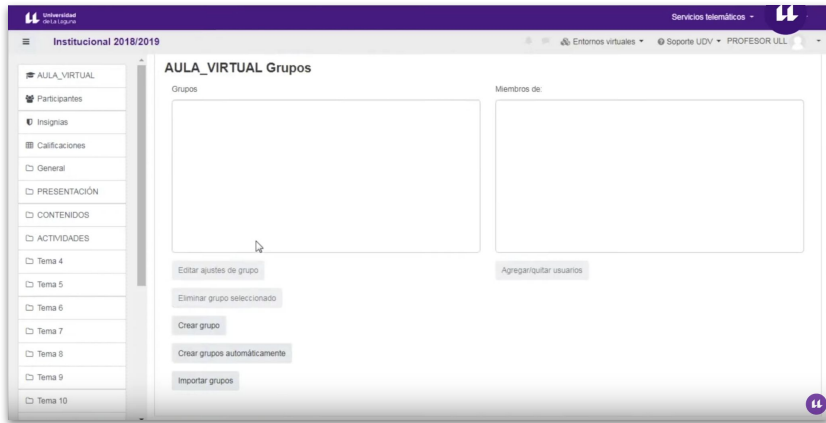 Universidad
de La Laguna
Servicios telemáticos
Institucional 2018/2019
Entornos virtuales
Soporte UDV
PROFESOR ULL
AULA_VIRTUAL
Participantes
Insignias
Calificaciones
General
PRESENTACIÓN
CONTENIDOS
ACTIVIDADES
Tema 4
Tema 5
Tema 6
Tema 7
Tema 8
Tema 9
Tema 10
AULA_VIRTUAL Grupos
Grupos
Editar ajustes de grupo
Eliminar grupo seleccionado
Crear grupo
Crear grupos automáticamente
Importar grupos
Miembros de:
Agregar/quitar usuarios